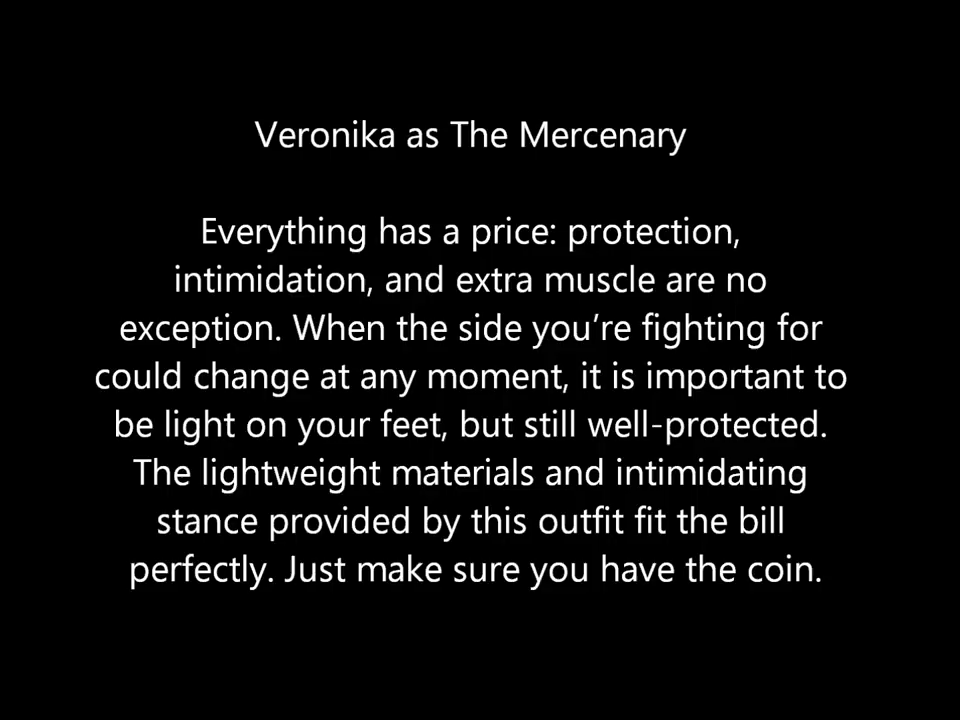 Veronika as The Mercenary
Everything has a price: protection,
intimidation, and extra muscle are no
exception. When the side you’re fighting for
could change at any moment, it is important to
be light on your feet, but still well-protected.
The lightweight materials and intimidating
stance provided by this outfit fit the bill
perfectly. Just make sure you have the coin.